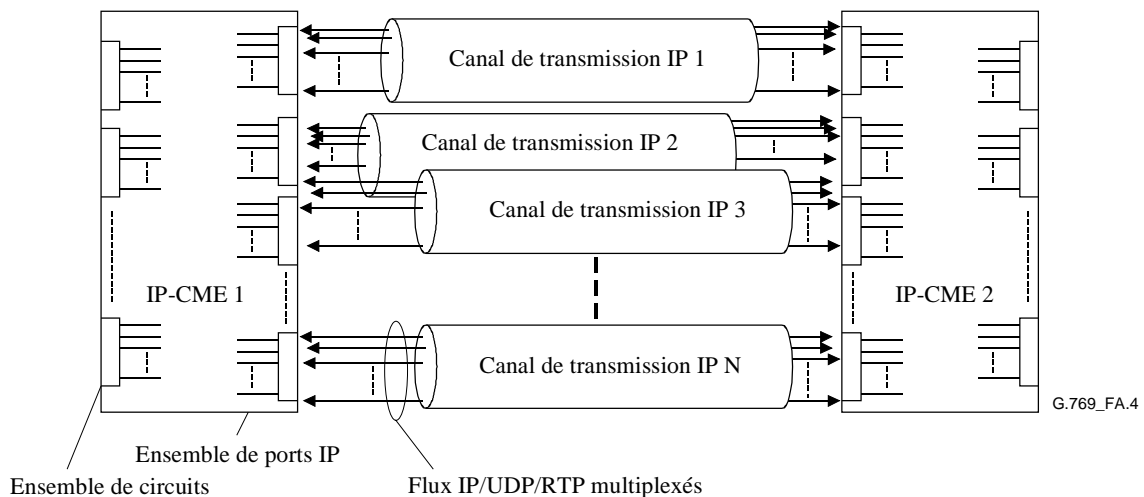 Canal de transmission IP 1
Canal de transmission IP 2
Canal de transmission IP 3
IP-CME 1
IP-CME 2
Canal de transmission IP N
G.769_FA.4
Ensemble de ports IP
Ensemble de circuits
Flux IP/UDP/RTP multiplexés